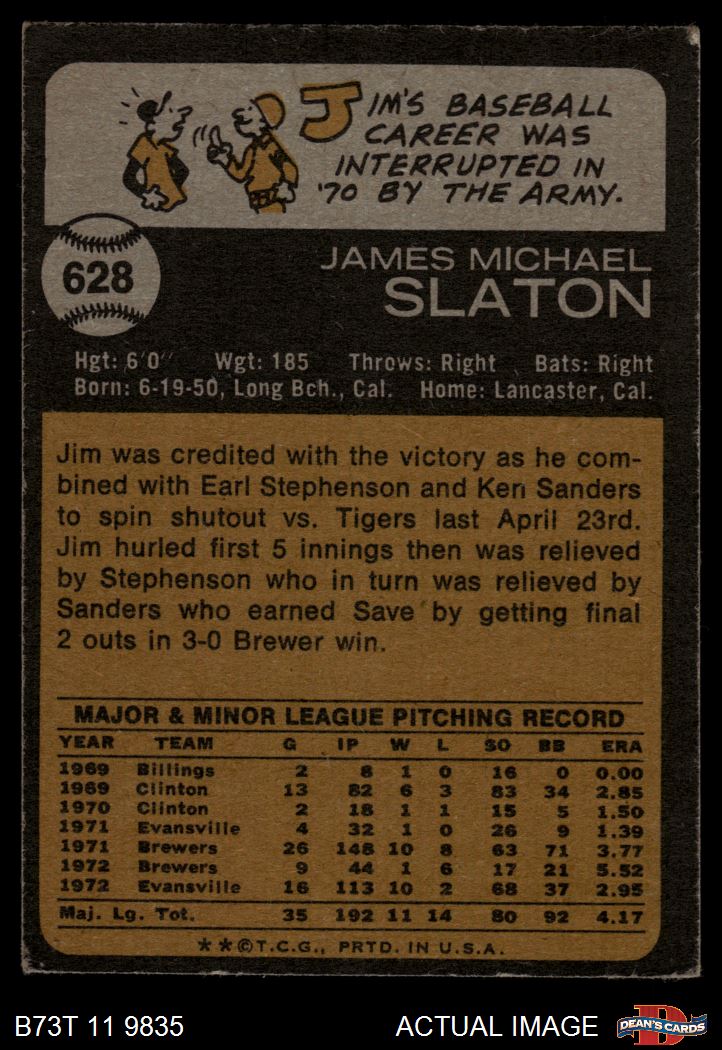 JIM'S BASEBALL
CAREER WAS
INTERRUPTED IN
'70 BY THE ARMY.
628
JAMES MICHAEL
SLATON
Hgt: 6'0" Wgt: 185 Throws: Right Bats: Right
Born: 6-19-50, Long Bch., Cal. Home: Lancaster, Cal.
Jim was credited with the victory as he com-
bined with Earl Stephenson and Ken Sanders
to spin shutout vs. Tigers last April 23rd.
Jim hurled first 5 innings then was relieved
by Stephenson who in turn was relieved by
Sanders who earned Save by getting final
2 outs in 3-0 Brewer win.
MAJOR & MINOR LEAGUE PITCHING RECORD
YEAR TEAM G IP W L SO BB ERA
1969 Billings 2 8 1 0 16 0 0.00
1969 Clinton 13 82 6 3 83 34 2.85
1970 Clinton 2 18 1 1 15 5 1.50
1971 Evansville 4 32 1 0 26 9 1.39
1971 Brewers 26 148 10 8 63 71 3.77
1972 Brewers 9 44 1 6 17 21 5.52
1972 Evansville 16 113 10 2 68 37 2.95
Maj. Lg. Tot. 35 192 11 14 80 92 4.17
**©T.C.G., PRTD. IN U.S.A.
B73T 11 9835 ACTUAL IMAGE D DEAN'S CARDS